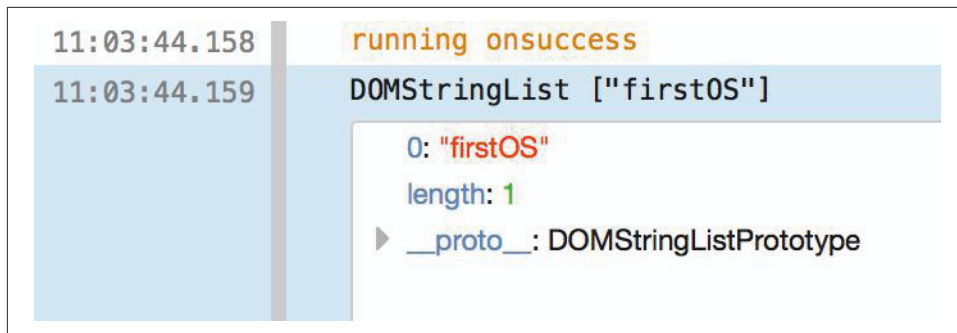 11:03:44.158 running onsuccess
11:03:44.159 DOMStringList ["firstOS"]
0: "firstOS"
length: 1
__proto__: DOMStringListPrototype